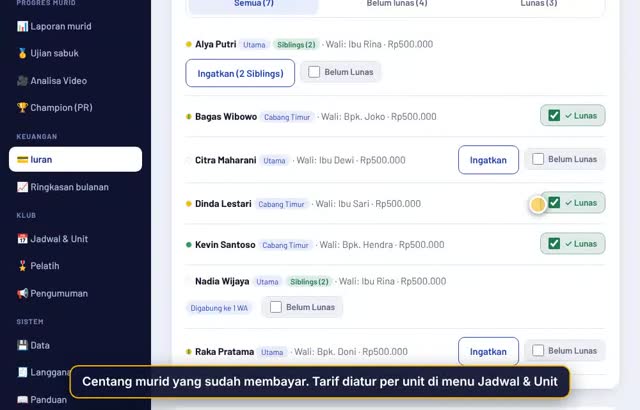 PROGRES MURID
Laporan murid
Ujian sabuk
Analisa Video
Champion (PR)
KEUANGAN
Iuran
Ringkasan bulanan
KLUB
Jadwal & Unit
Pelatih
Pengumuman
SISTEM
Data
Langgana
Panduan
Semua (7) Belum lunas (4) Lunas (3)
Alya Putri Utama Siblings (2) · Wali: Ibu Rina · Rp500.000
Ingatkan (2 Siblings) Belum Lunas
Bagas Wibowo Cabang Timur · Wali: Bpk. Joko · Rp500.000 ✓ Lunas
Citra Maharani Utama · Wali: Ibu Dewi · Rp500.000 Ingatkan Belum Lunas
Dinda Lestari Cabang Timur · Wali: Ibu Sari · Rp500.000 ✓ Lunas
Kevin Santoso Cabang Timur · Wali: Bpk. Hendra · Rp500.000 ✓ Lunas
Nadia Wijaya Utama Siblings (2) · Wali: Ibu Rina · Rp500.000
Digabung ke 1 WA Belum Lunas
Raka Pratama Utama · Wali: Bpk. Doni · Rp500.000 Ingatkan Belum Lunas
Centang murid yang sudah membayar. Tarif diatur per unit di menu Jadwal & Unit